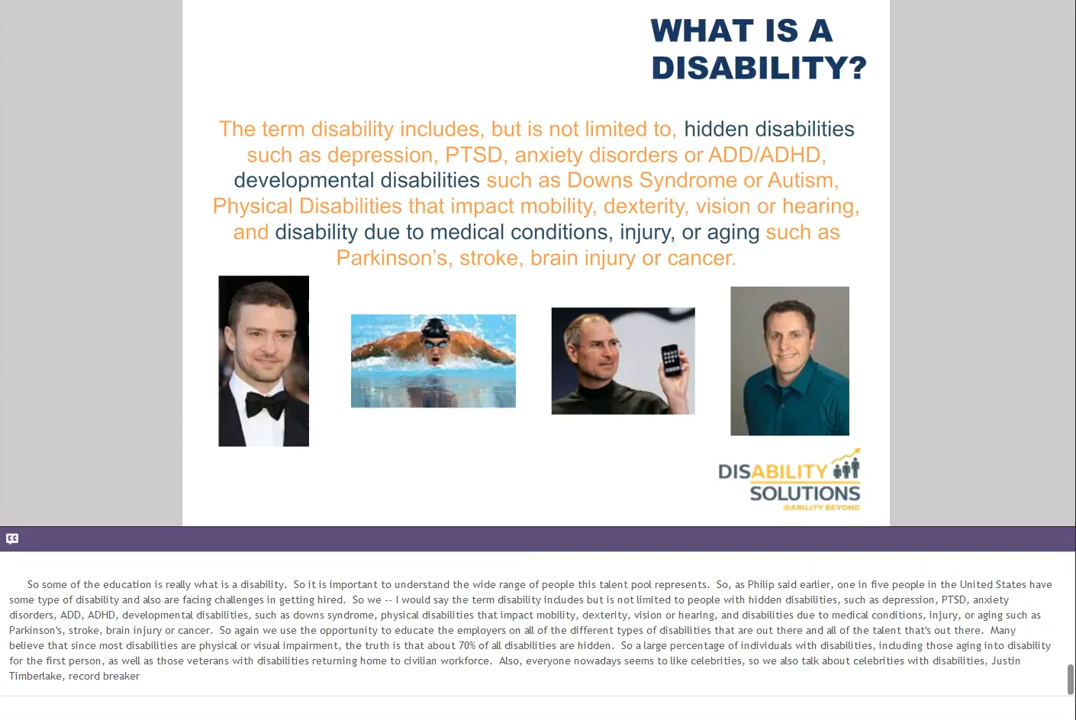 WHAT IS A
DISABILITY?
The term disability includes, but is not limited to, hidden disabilities
such as depression, PTSD, anxiety disorders or ADD/ADHD,
developmental disabilities such as Downs Syndrome or Autism,
Physical Disabilities that impact mobility, dexterity, vision or hearing,
and disability due to medical conditions, injury, or aging such as
Parkinson's, stroke, brain injury or cancer.
DISABILITY
SOLUTIONS
@ABILITY BEYOND
So some of the education is really what is a disability. So it is important to understand the wide range of people this talent pool represents. So, as Philip said earlier, one in five people in the United States have
some type of disability and also are facing challenges in getting hired. So we -- I would say the term disability includes but is not limited to people with hidden disabilities, such as depression, PTSD, anxiety
disorders, ADD, ADHD, developmental disabilities, such as downs syndrome, physical disabilities that impact mobility, dexterity, vision or hearing, and disabilities due to medical conditions, injury, or aging such as
Parkinson's, stroke, brain injury or cancer. So again we use the opportunity to educate the employers on all of the different types of disabilities that are out there and all of the talent that's out there. Many
believe that since most disabilities are physical or visual impairment, the truth is that about 70% of all disabilities are hidden. So a large percentage of individuals with disabilities, including those aging into disability
for the first person, as well as those veterans with disabilities returning home to civilian workforce. Also, everyone nowadays seems to like celebrities, so we also talk about celebrities with disabilities, Justin
Timberlake, record breaker